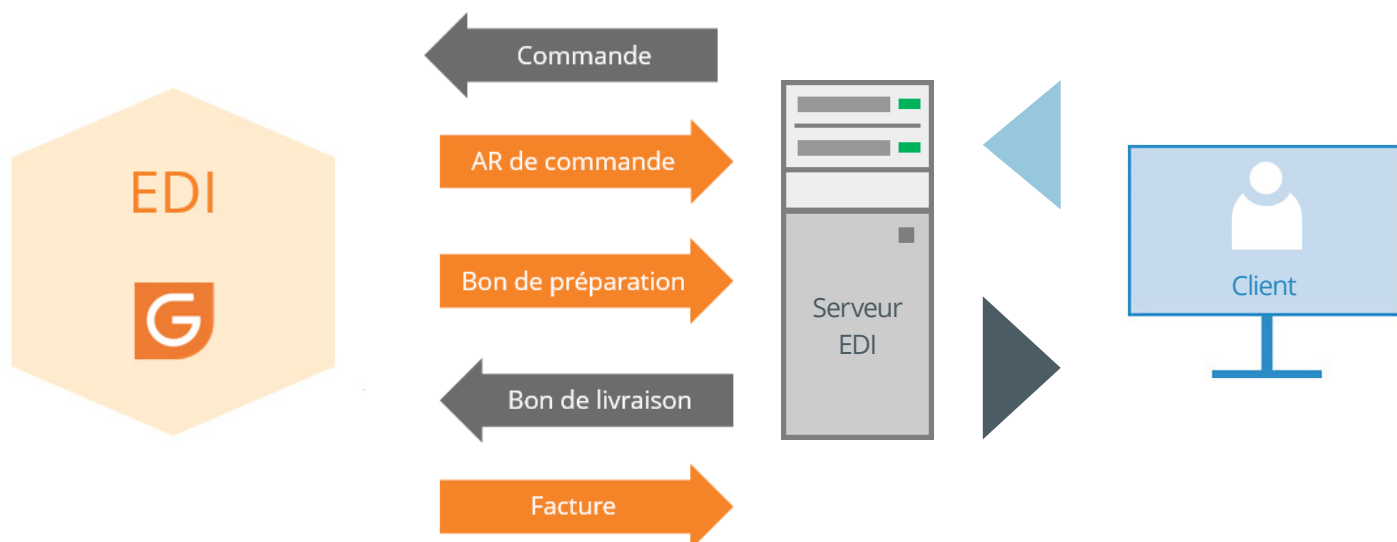 EDI
G
Commande
AR de commande
Bon de préparation
Bon de livraison
Facture
Serveur
EDI
Client